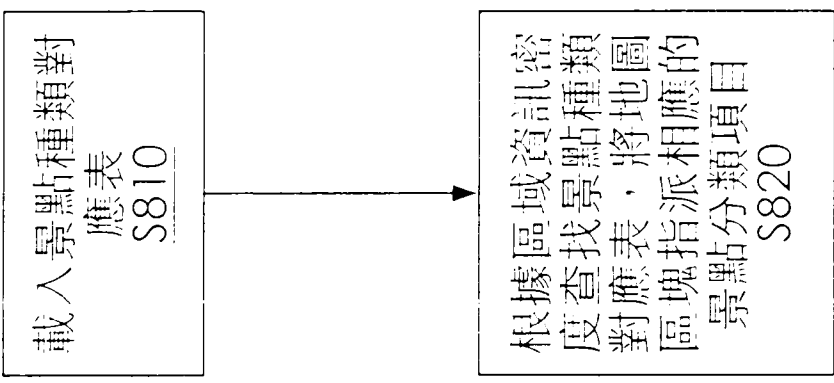 載入景點種類對
應表
S810
根據區域資訊密
度查找景點種類
對應表，將地圖
區塊指派相應的
景點分類項目
S820